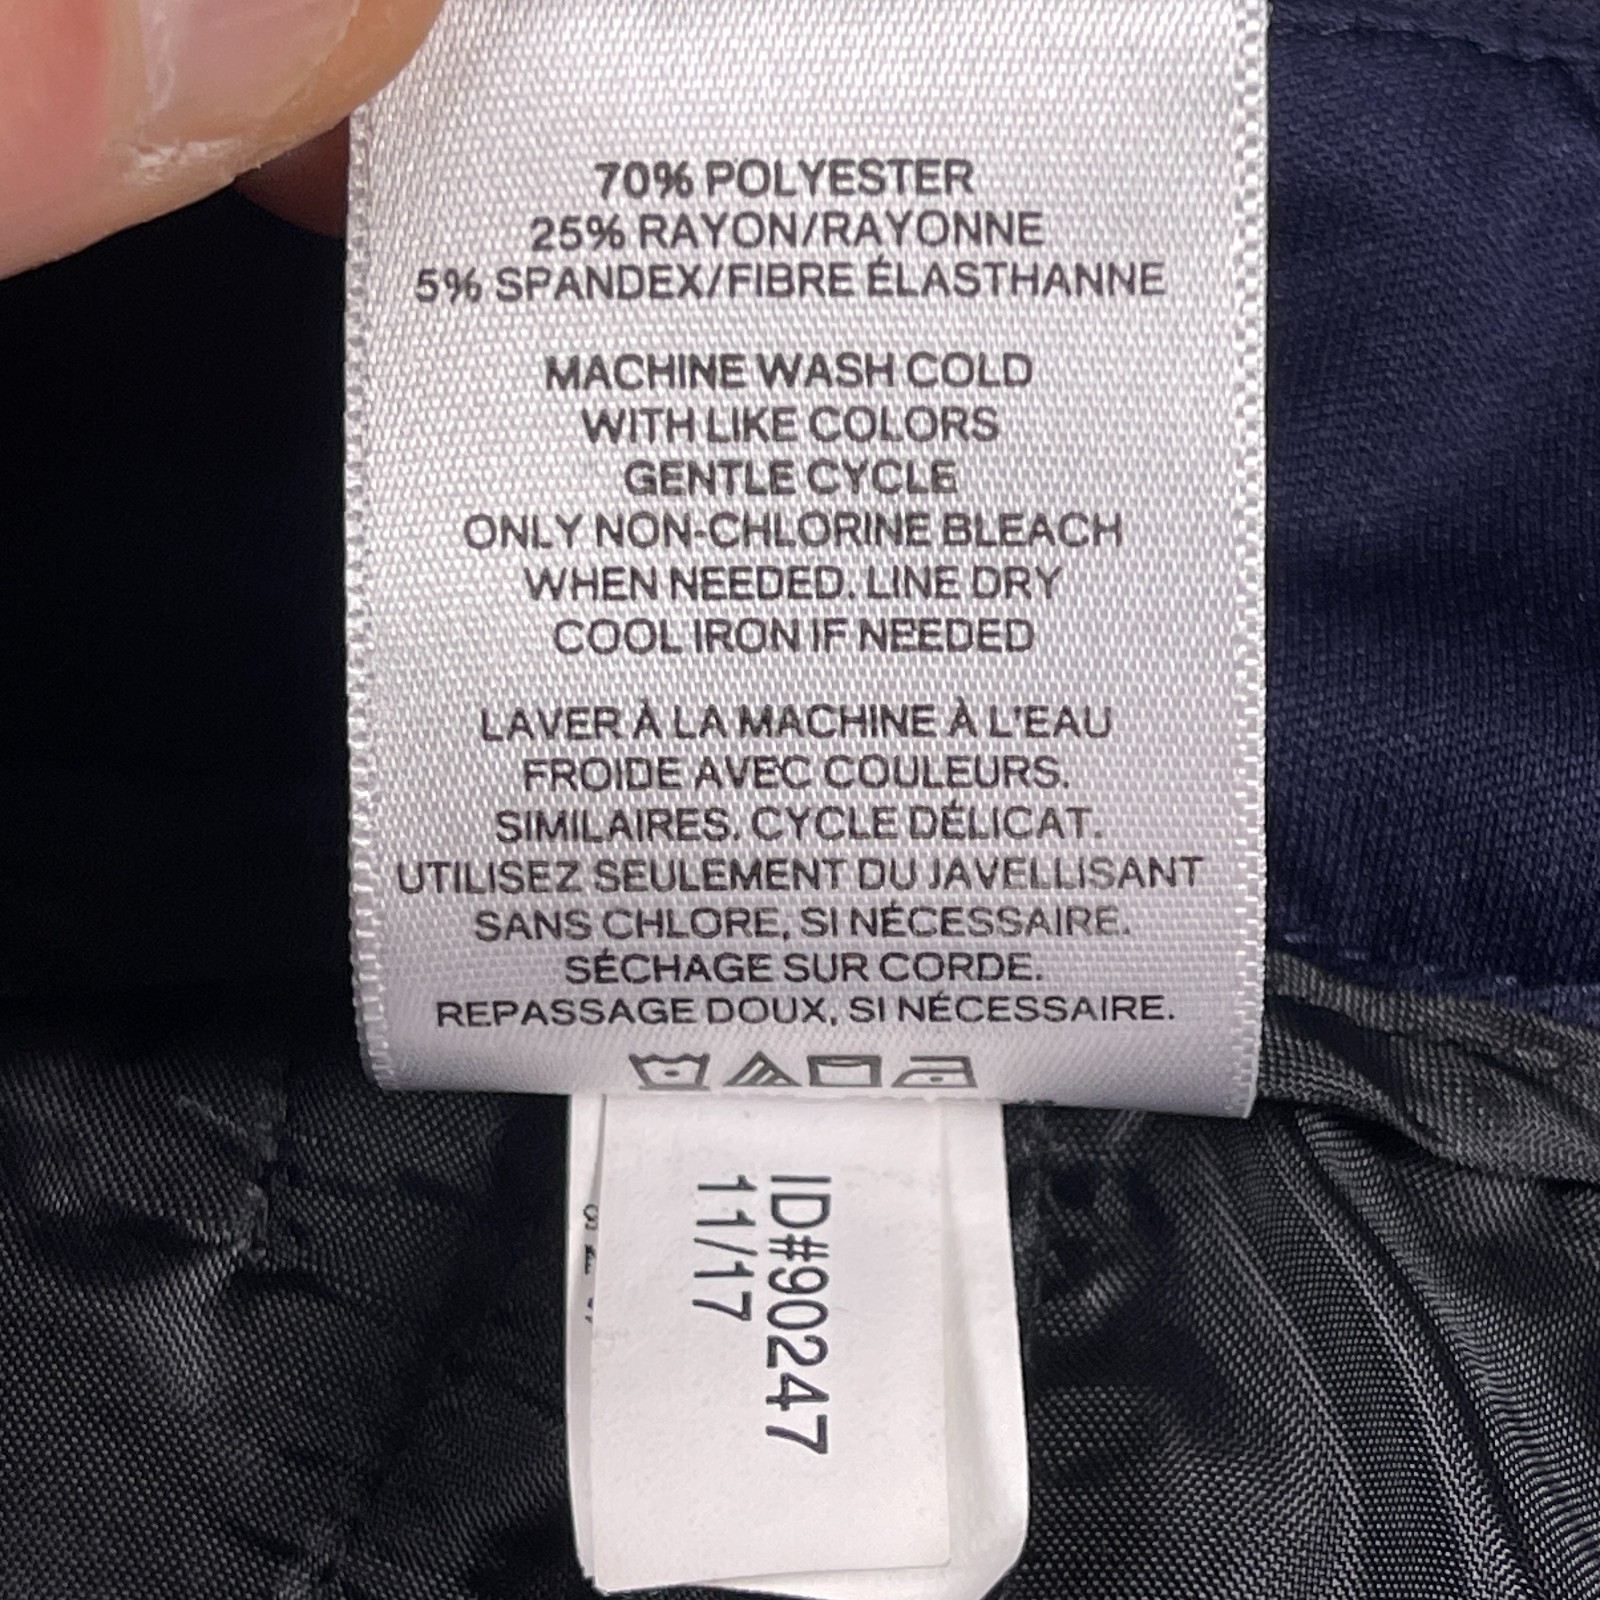 70% POLYESTER
25% RAYON/RAYONNE
5% SPANDEX/FIBRE ÉLASTHANNE
MACHINE WASH COLD
WITH LIKE COLORS
GENTLE CYCLE
ONLY NON-CHLORINE BLEACH
WHEN NEEDED. LINE DRY
COOL IRON IF NEEDED
LAVER À LA MACHINE À L'EAU
FROIDE AVEC COULEURS.
SIMILAIRES. CYCLE DÉLICAT.
UTILISEZ SEULEMENT DU JAVELLISANT
SANS CHLORE, SI NÉCESSAIRE.
SÉCHAGE SUR CORDE.
REPASSAGE DOUX, SI NÉCESSAIRE.
ID#90247
11/17